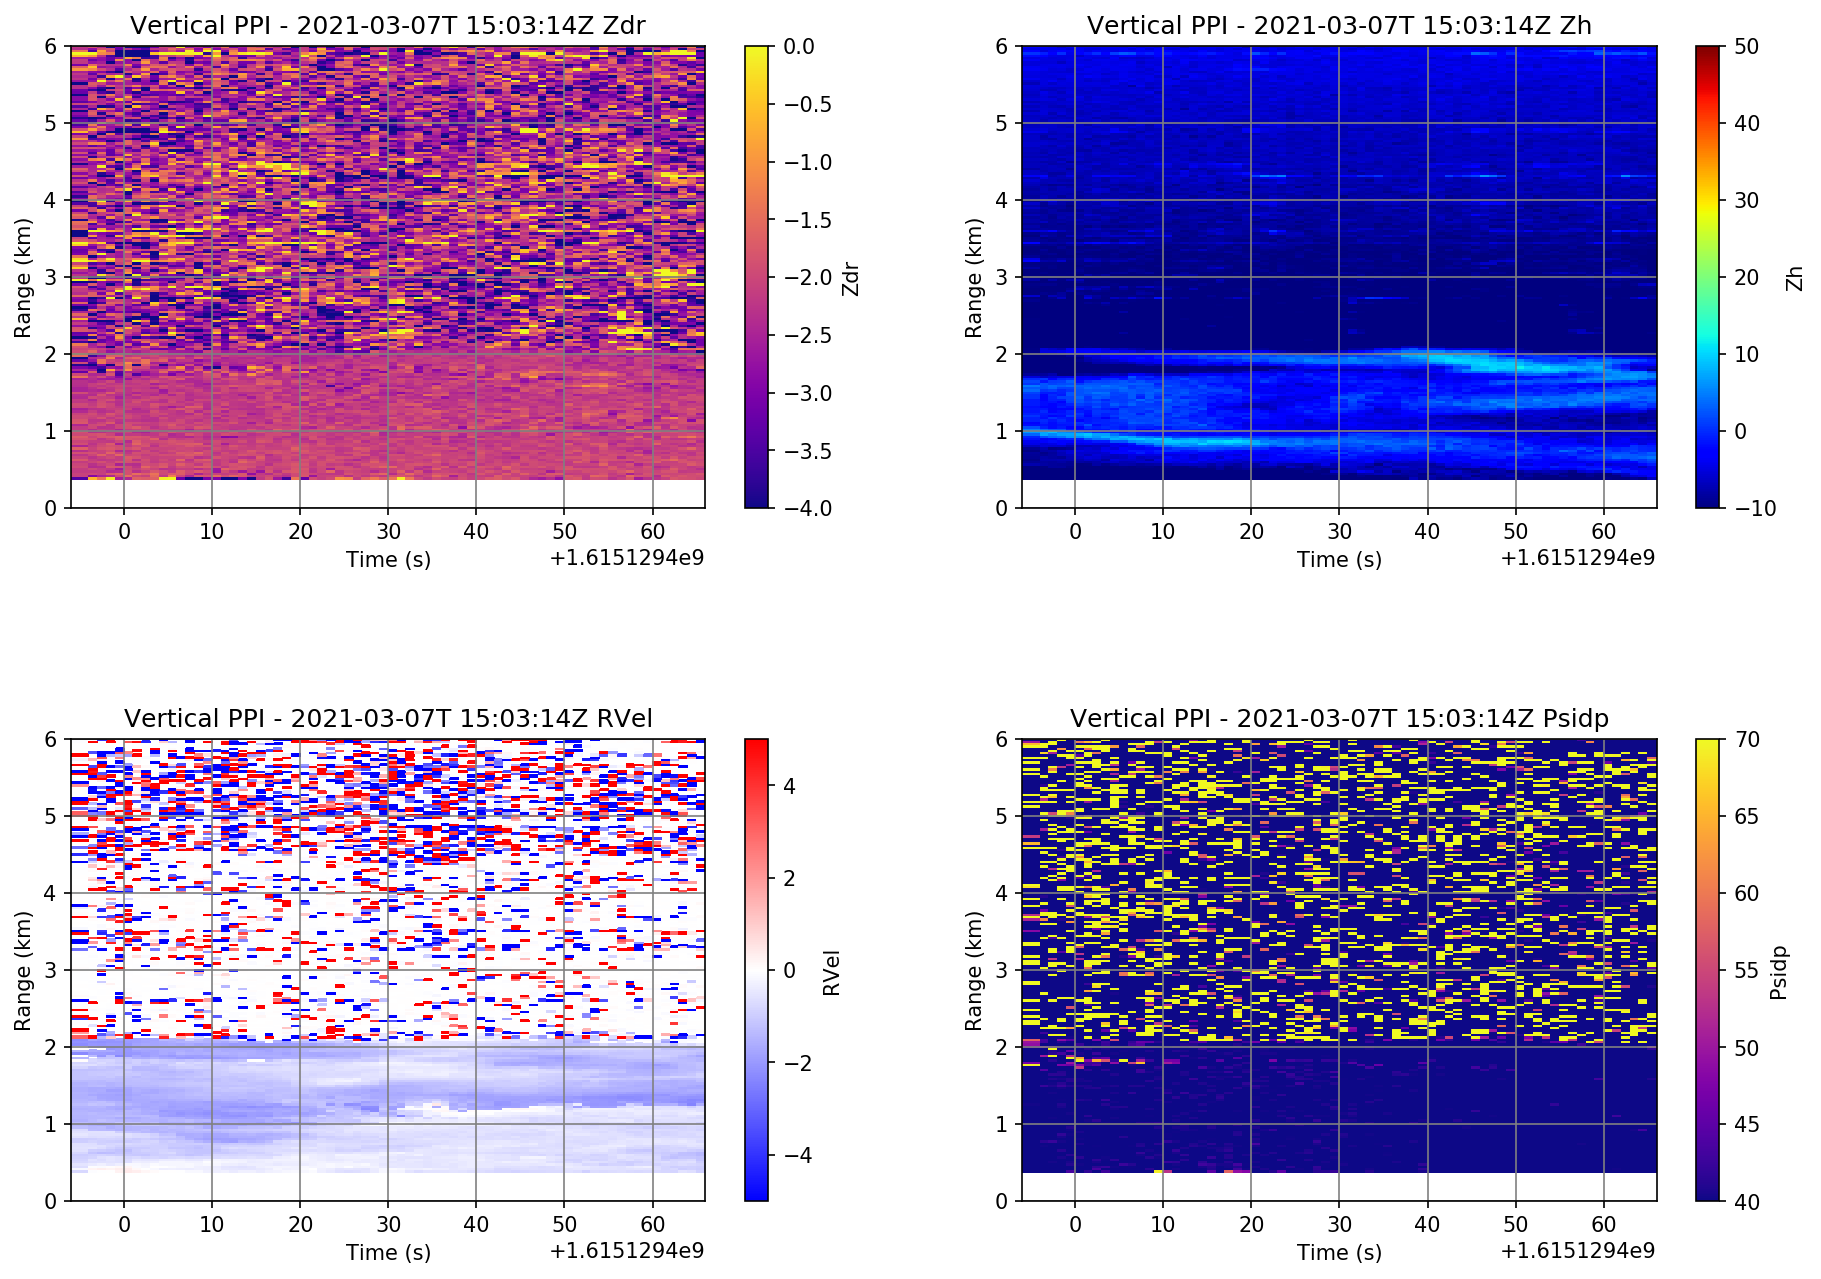 Vertical PPI - 2021-03-07T 15:03:14Z Zdr
6
5
4
3
2
1
0
Range (km)
0 10 20 30 40 50 60
Time (s)
+1.6151294e9
0.0
−0.5
−1.0
−1.5
−2.0
−2.5
−3.0
−3.5
−4.0
Zdr
Vertical PPI - 2021-03-07T 15:03:14Z Zh
6
5
4
3
2
1
0
Range (km)
0 10 20 30 40 50 60
Time (s)
+1.6151294e9
50
40
30
20
10
0
−10
Zh
Vertical PPI - 2021-03-07T 15:03:14Z RVel
6
5
4
3
2
1
0
Range (km)
0 10 20 30 40 50 60
Time (s)
+1.6151294e9
4
2
0
−2
−4
RVel
Vertical PPI - 2021-03-07T 15:03:14Z Psidp
6
5
4
3
2
1
0
Range (km)
0 10 20 30 40 50 60
Time (s)
+1.6151294e9
70
65
60
55
50
45
40
Psidp